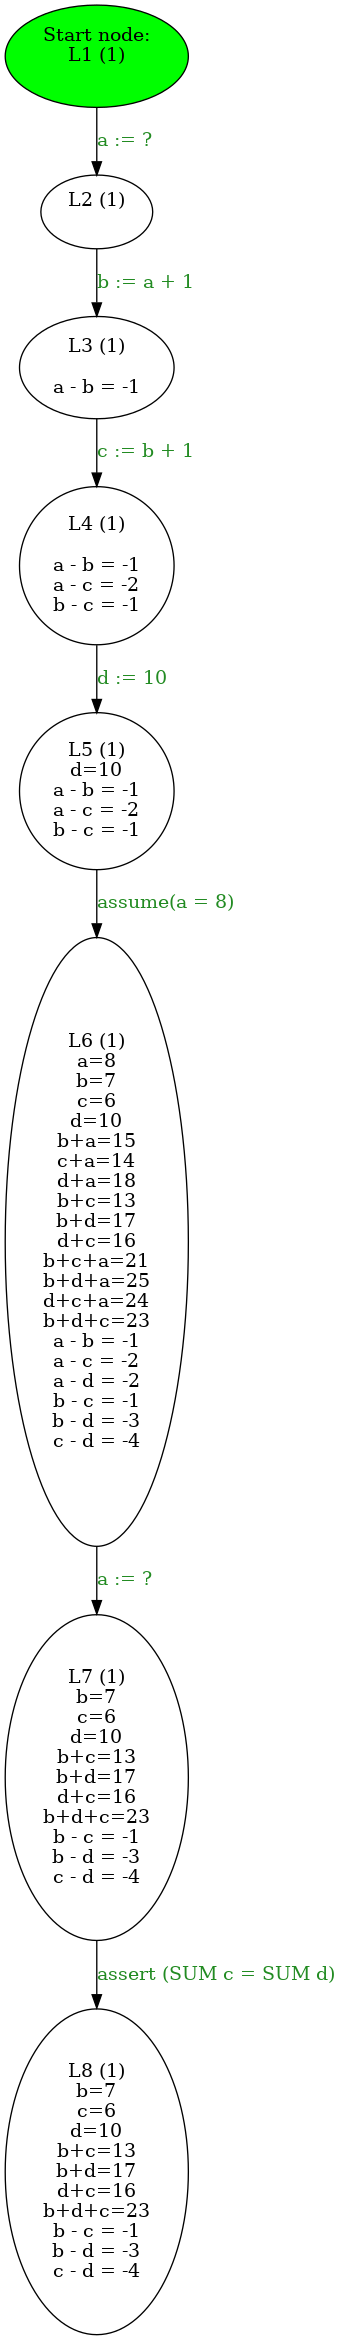 Start node:
L1 (1)
a := ?
L2 (1)
b := a + 1
L3 (1)
a - b = -1
c := b + 1
L4 (1)
a - b = -1
a - c = -2
b - c = -1
d := 10
L5 (1)
d=10
a - b = -1
a - c = -2
b - c = -1
assume(a = 8)
L6 (1)
a=8
b=7
c=6
d=10
b+a=15
c+a=14
d+a=18
b+c=13
b+d=17
d+c=16
b+c+a=21
b+d+a=25
d+c+a=24
b+d+c=23
a - b = -1
a - c = -2
a - d = -2
b - c = -1
b - d = -3
c - d = -4
a := ?
L7 (1)
b=7
c=6
d=10
b+c=13
b+d=17
d+c=16
b+d+c=23
b - c = -1
b - d = -3
c - d = -4
assert (SUM c = SUM d)
L8 (1)
b=7
c=6
d=10
b+c=13
b+d=17
d+c=16
b+d+c=23
b - c = -1
b - d = -3
c - d = -4